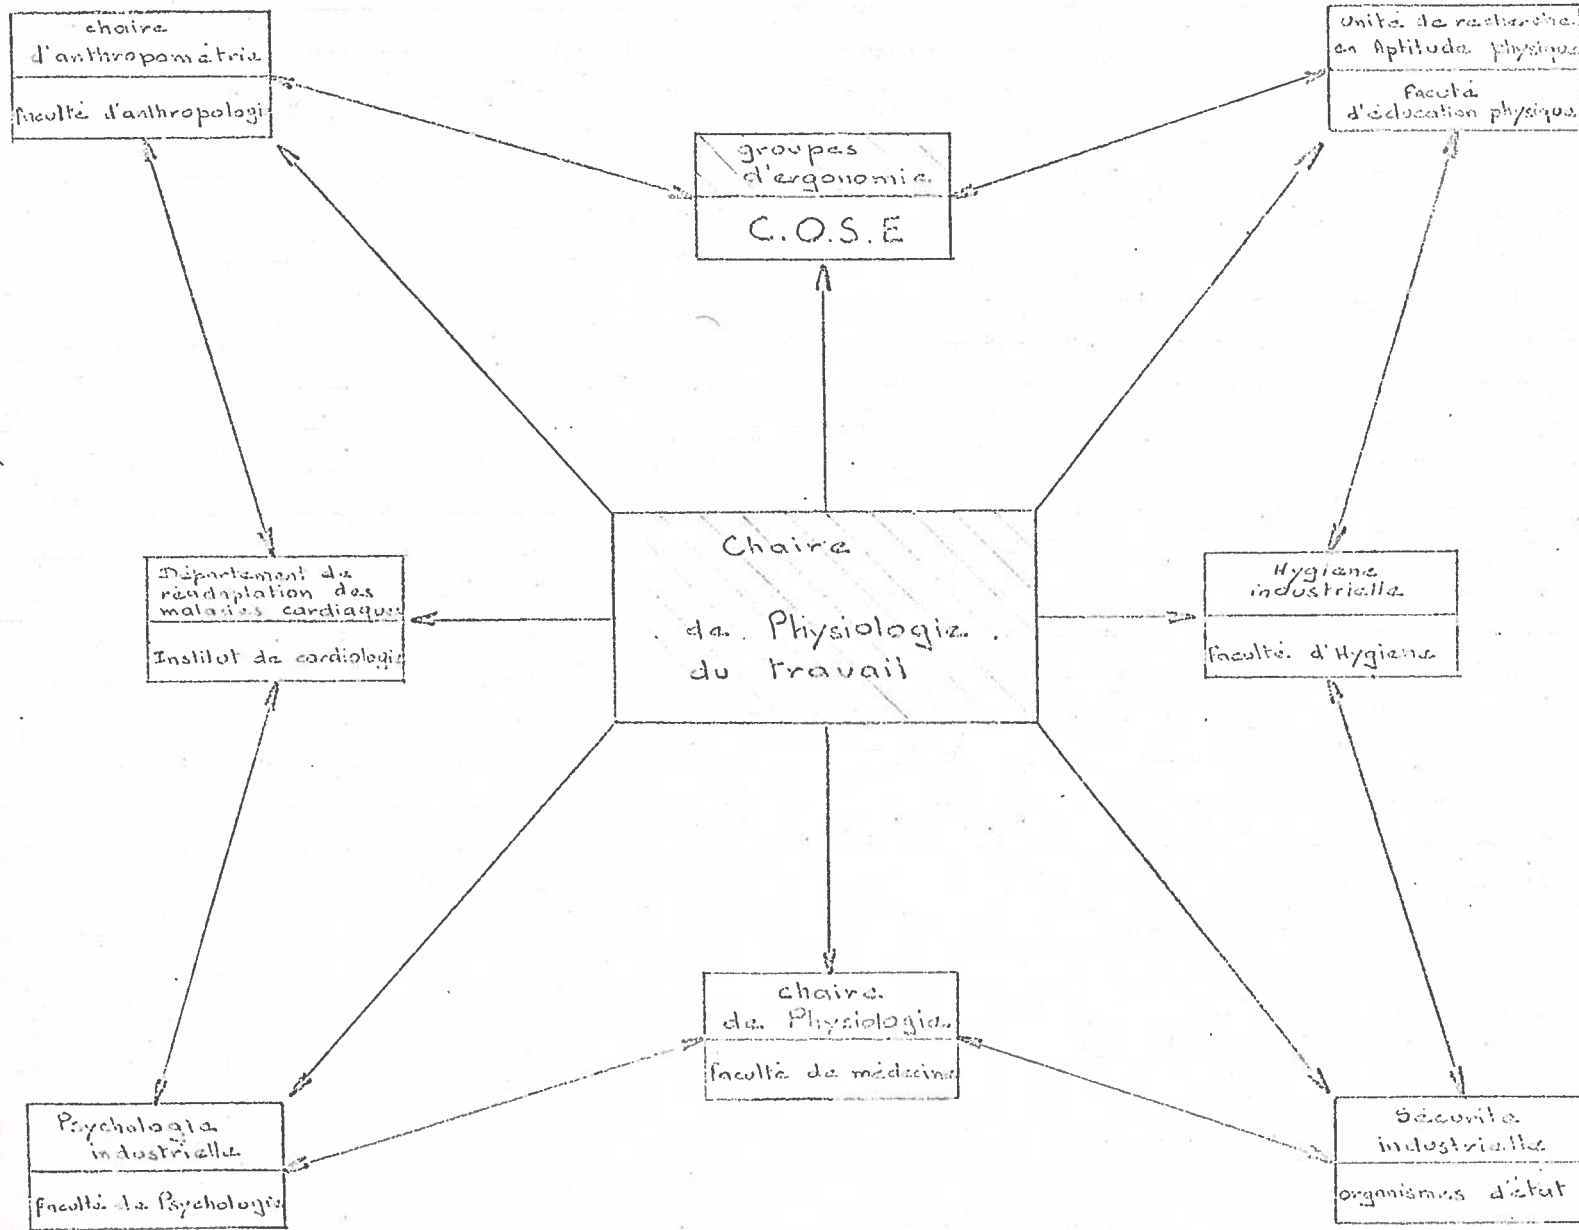 chaire
d'anthropométrie
faculté d'anthropologi
Unité de recherche
en Aptitude physique
Faculté
d'éducation physique
groupes
d'ergonomie
C.O.S.E
Chaire
de Physiologie
du travail
Département de
réadaptation des
malades cardiaques
Institut de cardiologie
Hygiène
industrielle
faculté d'Hygiène
chaire
de Physiologie
faculté de médecine
Psychologie
industrielle
faculté de Psychologie
Sécurité
industrielle
organismes d'état